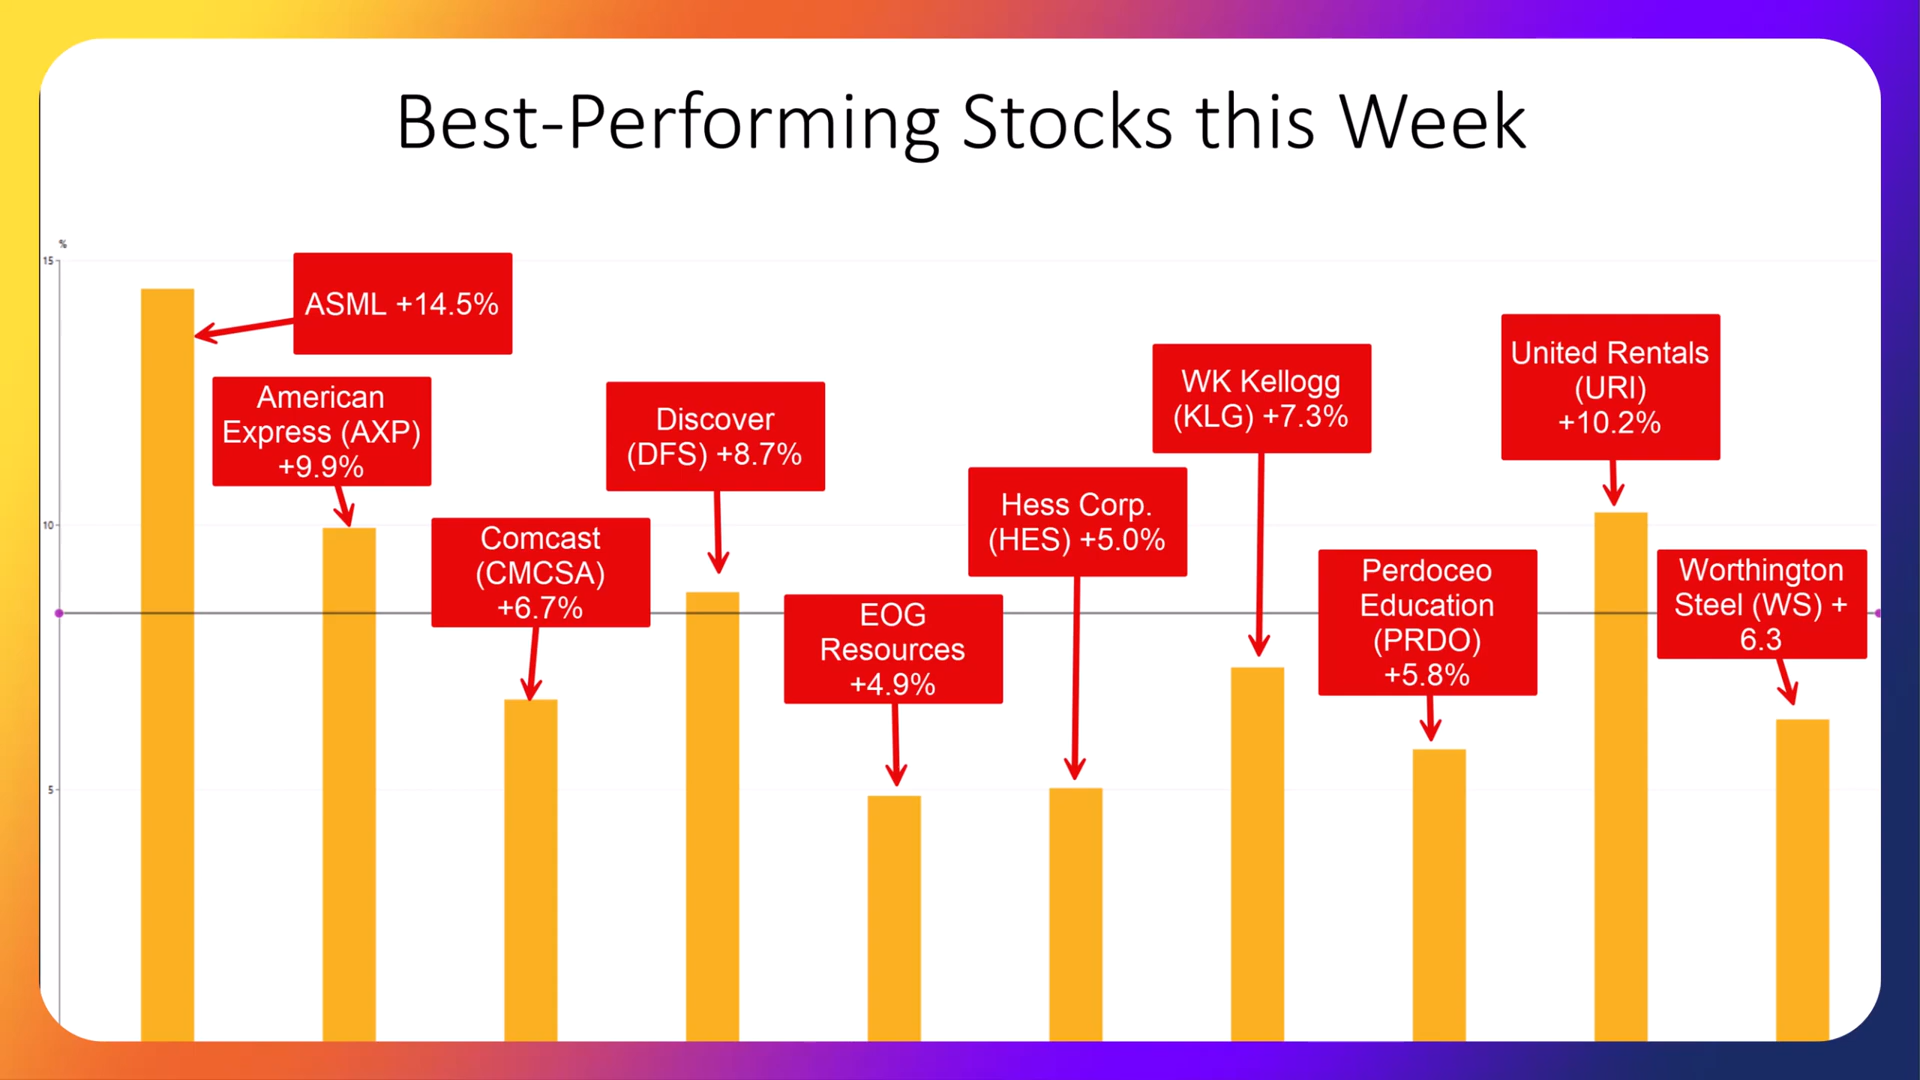 Best-Performing Stocks this Week
%
15
10
5
ASML +14.5%
American
Express (AXP)
+9.9%
Comcast
(CMCSA)
+6.7%
Discover
(DFS) +8.7%
EOG
Resources
+4.9%
Hess Corp.
(HES) +5.0%
WK Kellogg
(KLG) +7.3%
Perdoceo
Education
(PRDO)
+5.8%
United Rentals
(URI)
+10.2%
Worthington
Steel (WS) +
6.3